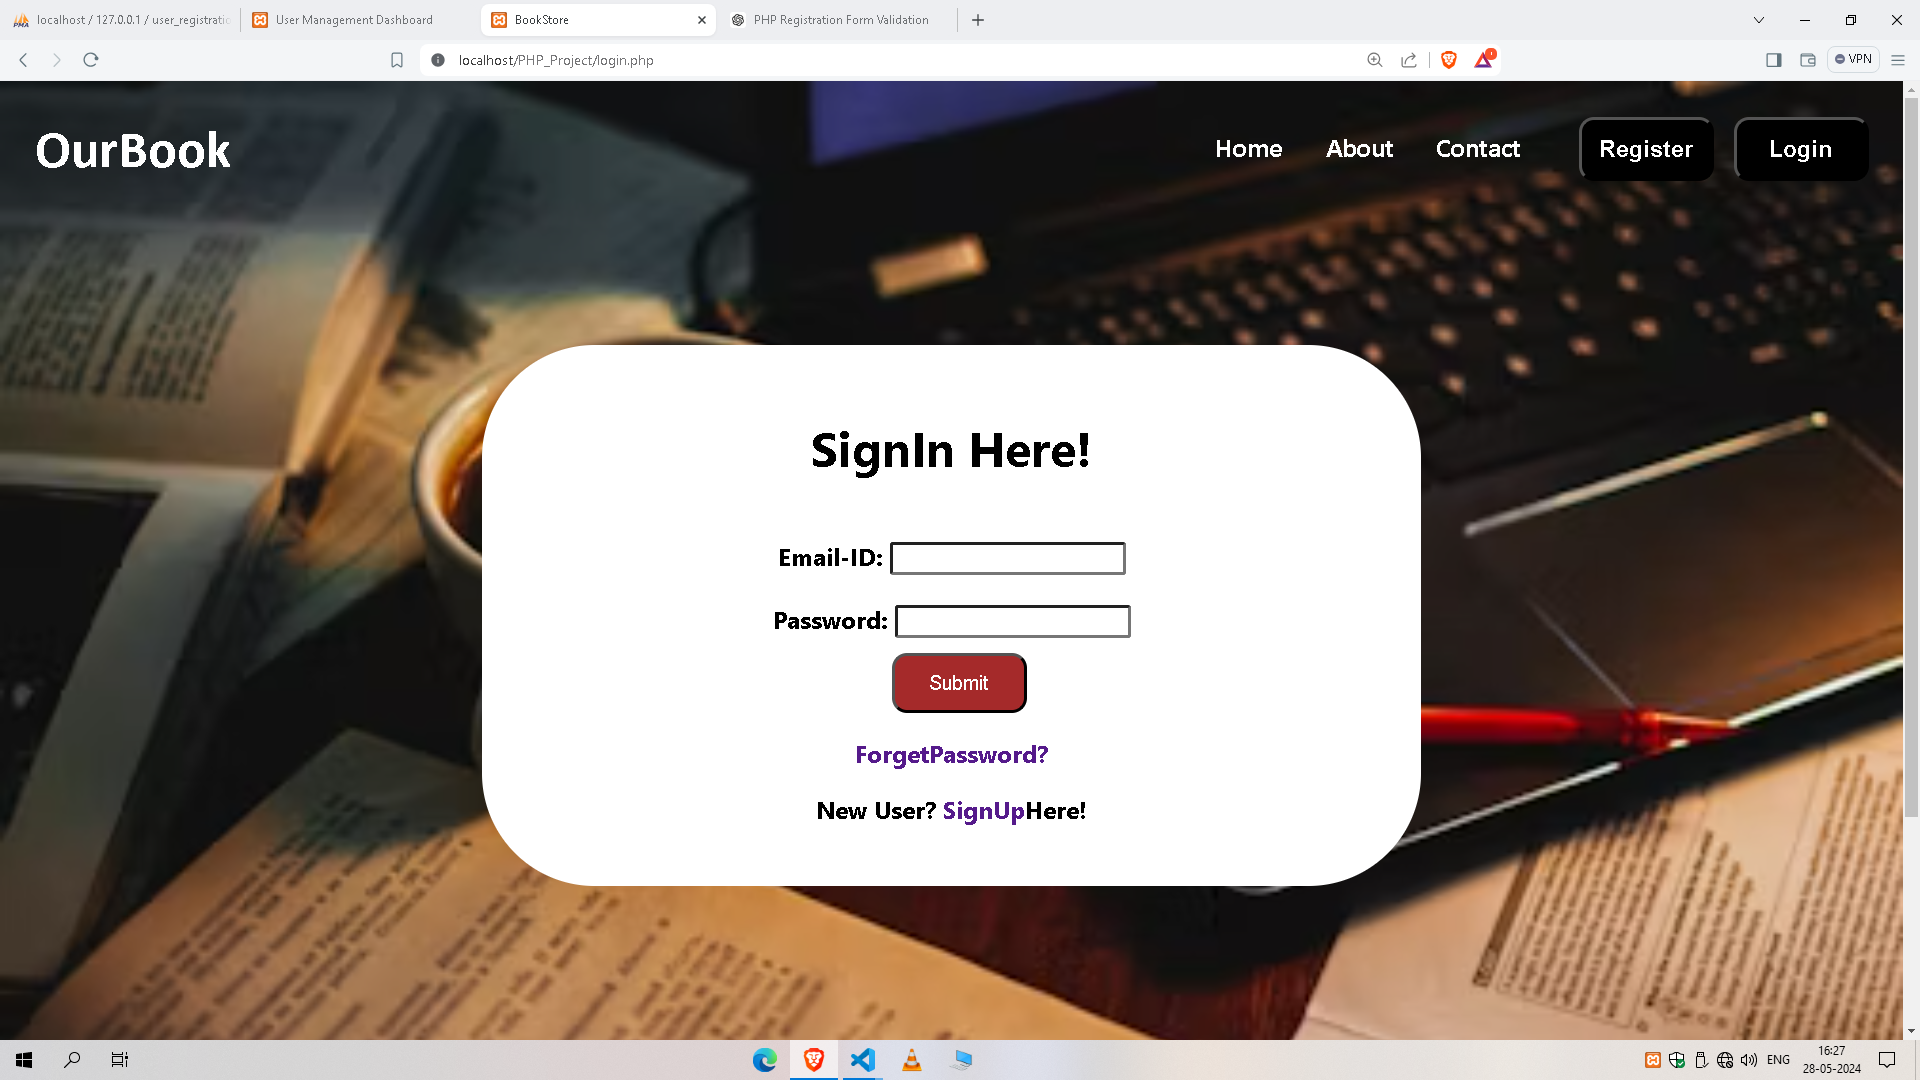 localhost / 127.0.0.1 / user_registratio
User Management Dashboard
BookStore
PHP Registration Form Validation
localhost/PHP_Project/login.php
VPN
OurBook
Home
About
Contact
Register
Login
SignIn Here!
Email-ID:
Password:
Submit
ForgetPassword?
New User? SignUpHere!
ENG
16:27
28-05-2024